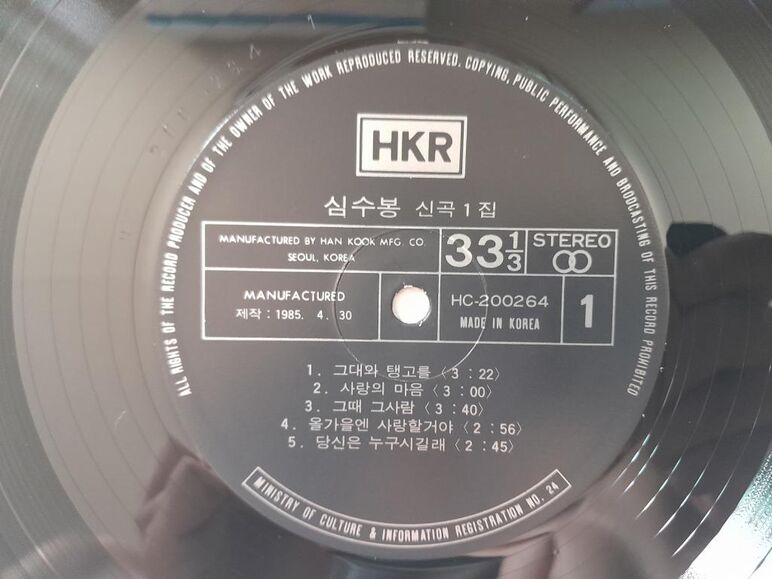 ALL RIGHTS OF THE RECORD PRODUCER AND OF THE OWNER OF THE WORK REPRODUCED RESERVED. COPYING, PUBLIC PERFORMANCE AND BROADCASTING OF THIS RECORD PROHIBITED
HKR
심수봉 신곡 1 집
MANUFACTURED BY HAN KOOK MFG. CO.
SEOUL, KOREA
33 1/3
STEREO
MANUFACTURED
제작 : 1985. 4. 30
HC-200264
MADE IN KOREA
1
1. 그대와 탱고를 〈3 : 22〉
2. 사랑의 마음 〈3 : 00〉
3. 그때 그사람 〈3 : 40〉
4. 올가을엔 사랑할거야 〈2 : 56〉
5. 당신은 누구시길래 〈2 : 45〉
MINISTRY OF CULTURE & INFORMATION REGISTRATION NO. 24